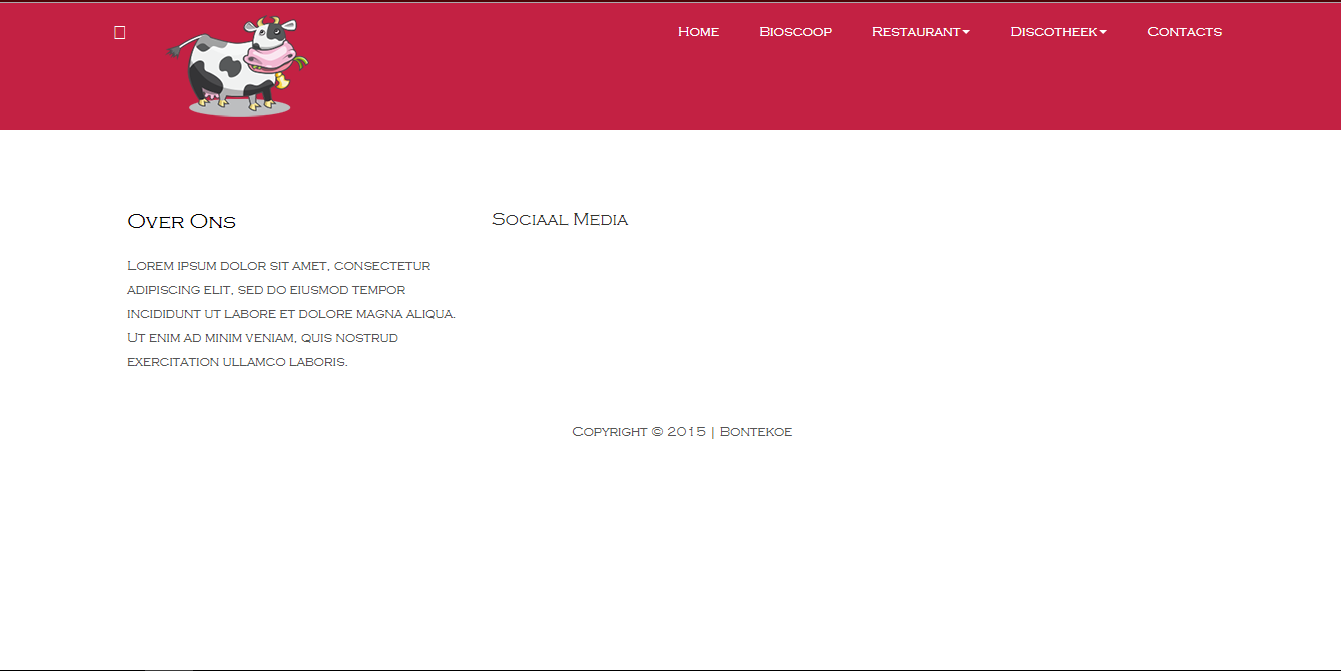 Home Bioscoop Restaurant Discotheek Contacts
Over Ons
Lorem ipsum dolor sit amet, consectetur
adipiscing elit, sed do eiusmod tempor
incididunt ut labore et dolore magna aliqua.
Ut enim ad minim veniam, quis nostrud
exercitation ullamco laboris.
Sociaal Media
Copyright © 2015 | Bontekoe